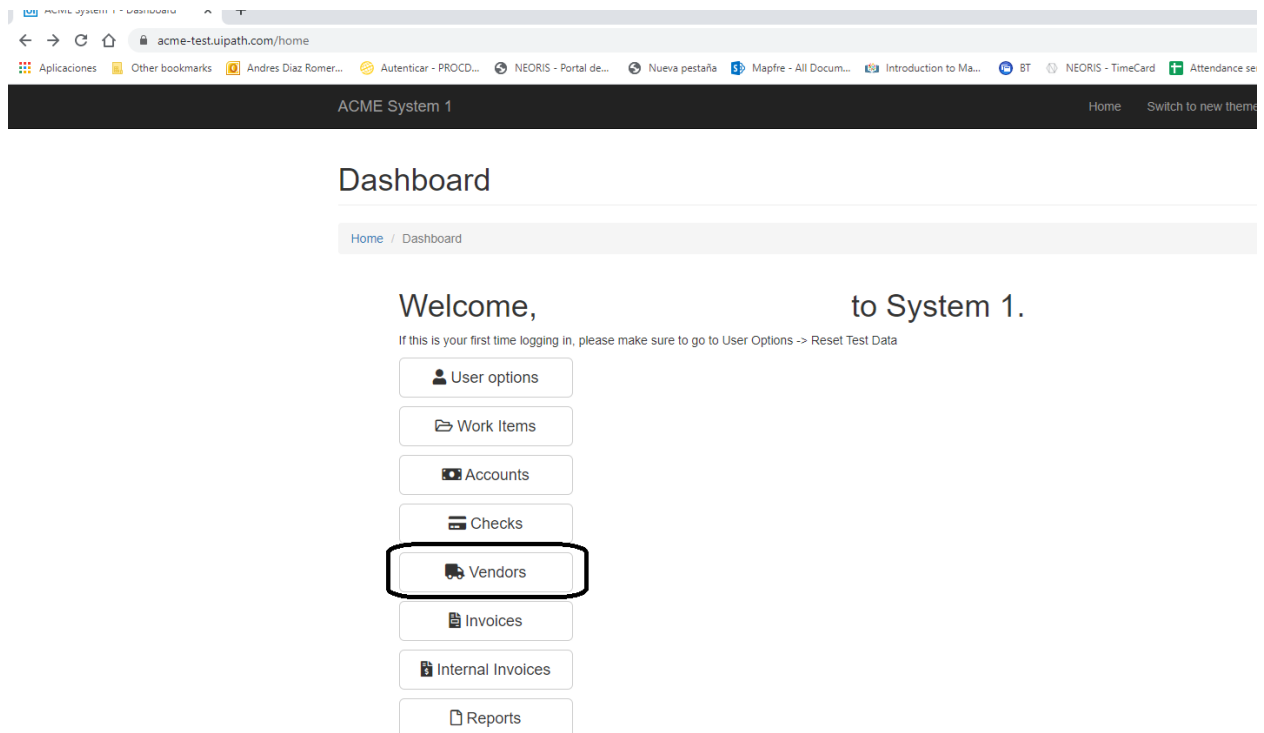 ACME System 1 - Dashboard
acme-test.uipath.com/home
Aplicaciones Other bookmarks Andres Diaz Romer... Autenticar - PROCD... NEORIS - Portal de... Nueva pestaña Mapfre - All Docum... Introduction to Ma... BT NEORIS - TimeCard Attendance se
ACME System 1 Home Switch to new theme
Dashboard
Home / Dashboard
Welcome, to System 1.
If this is your first time logging in, please make sure to go to User Options -> Reset Test Data
User options
Work Items
Accounts
Checks
Vendors
Invoices
Internal Invoices
Reports